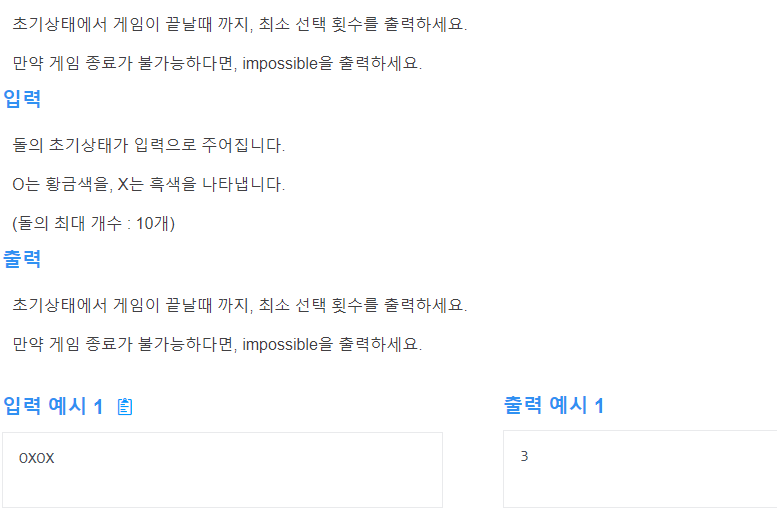 초기상태에서 게임이 끝날때 까지, 최소 선택 횟수를 출력하세요.
만약 게임 종료가 불가능하다면, impossible을 출력하세요.
입력
돌의 초기상태가 입력으로 주어집니다.
O는 황금색을, X는 흑색을 나타냅니다.
(돌의 최대 개수 : 10개)
출력
초기상태에서 게임이 끝날때 까지, 최소 선택 횟수를 출력하세요.
만약 게임 종료가 불가능하다면, impossible을 출력하세요.
입력 예시 1
출력 예시 1
OXOX
3